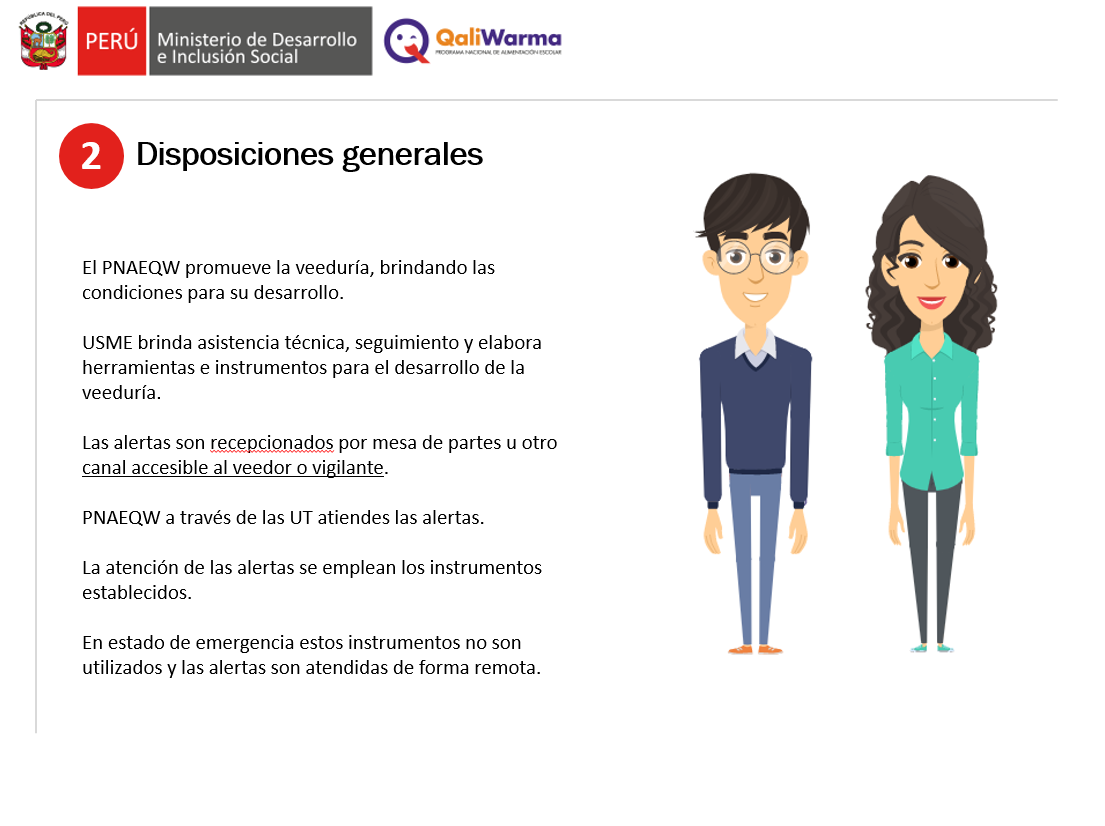 REPÚBLICA DEL PERÚ
PERÚ
Ministerio de Desarrollo
e Inclusión Social
QaliWarma
PROGRAMA NACIONAL DE ALIMENTACIÓN ESCOLAR
2
Disposiciones generales
El PNAEQW promueve la veeduría, brindando las
condiciones para su desarrollo.
USME brinda asistencia técnica, seguimiento y elabora
herramientas e instrumentos para el desarrollo de la
veeduría.
Las alertas son recepcionados por mesa de partes u otro
canal accesible al veedor o vigilante.
PNAEQW a través de las UT atiendes las alertas.
La atención de las alertas se emplean los instrumentos
establecidos.
En estado de emergencia estos instrumentos no son
utilizados y las alertas son atendidas de forma remota.